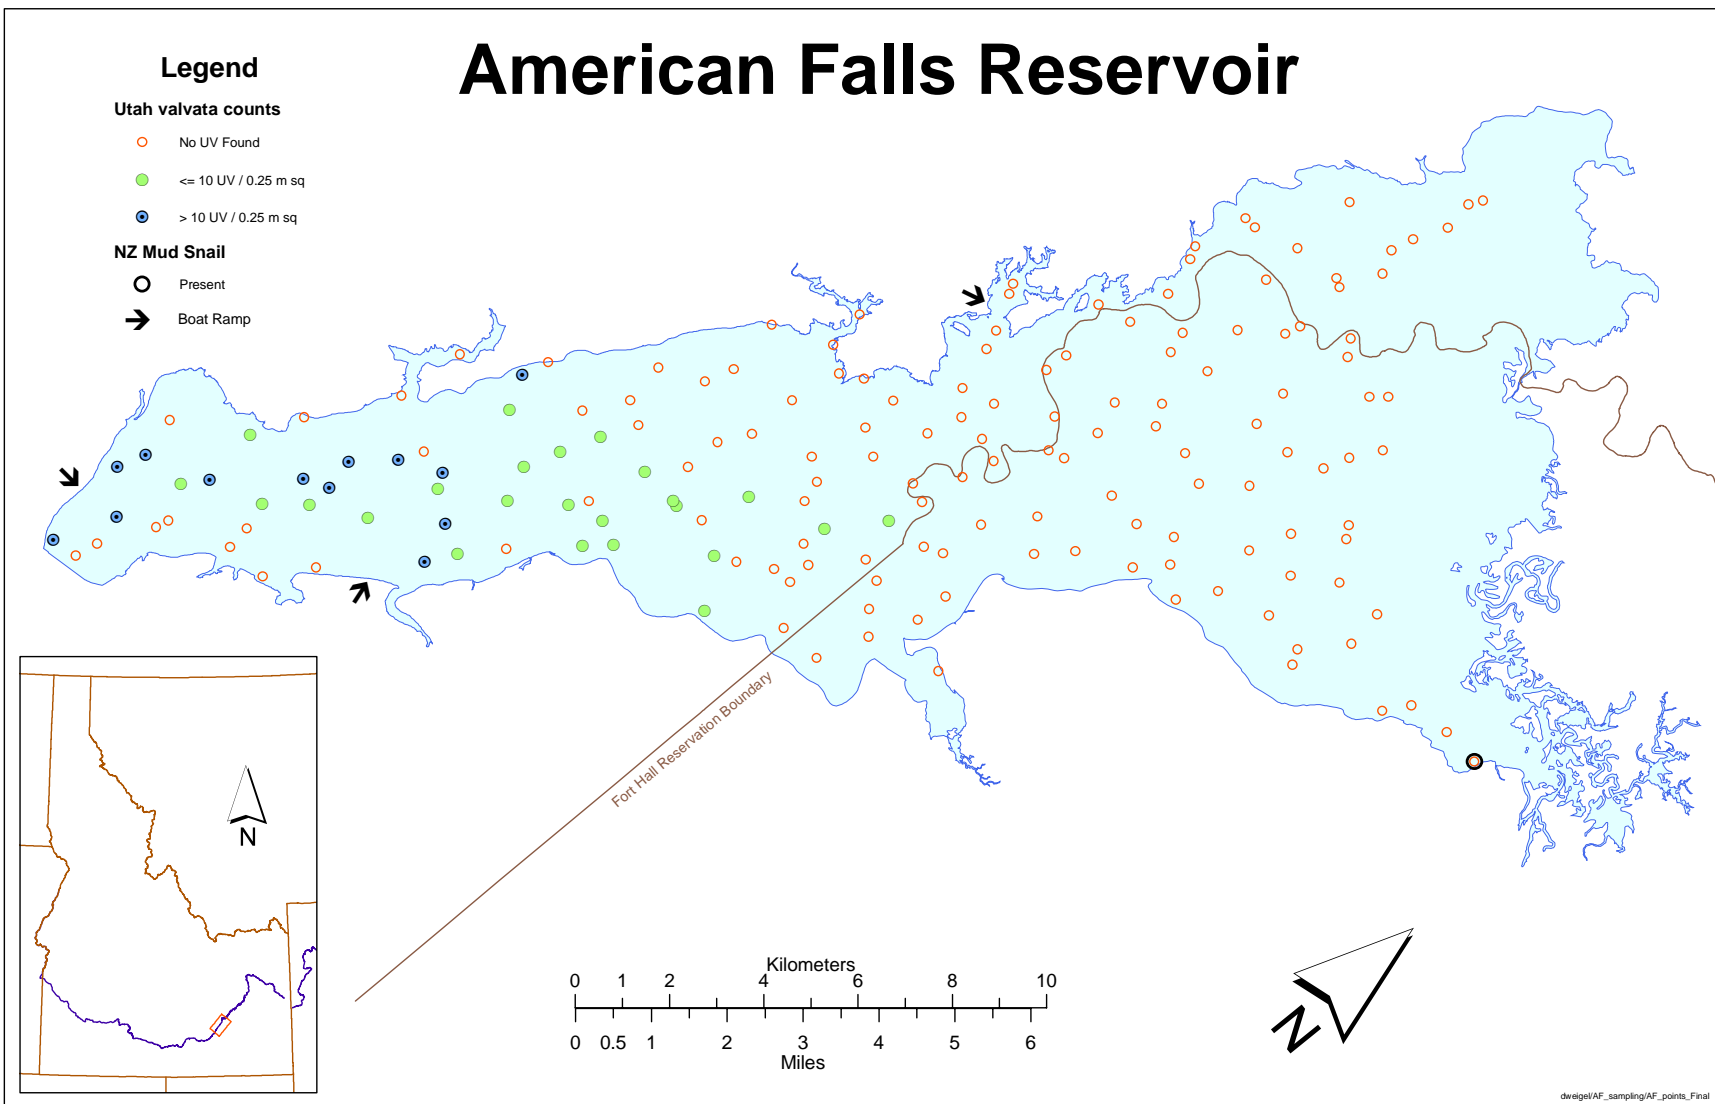 American Falls Reservoir
Legend
Utah valvata counts
No UV Found
<= 10 UV / 0.25 m sq
> 10 UV / 0.25 m sq
NZ Mud Snail
Present
Boat Ramp
Fort Hall Reservation Boundary
N
Kilometers
0 1 2 4 6 8 10
0 0.5 1 2 3 4 5 6
Miles
N
dweigel/AF_sampling/AF_points_Final